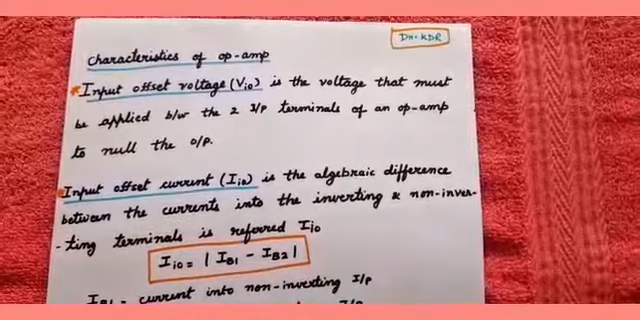 Dr. KDR
characteristics of op-amp
* Input offset voltage (Vio) is the voltage that must
be applied b/w the 2 I/P terminals of an op-amp
to null the o/p.
* Input offset current (Iio) is the algebraic difference
between the currents into the inverting & non-inver-
-ting terminals is referred Iio
Iio = | IB1 - IB2 |
IB1 = current into non-inverting I/P